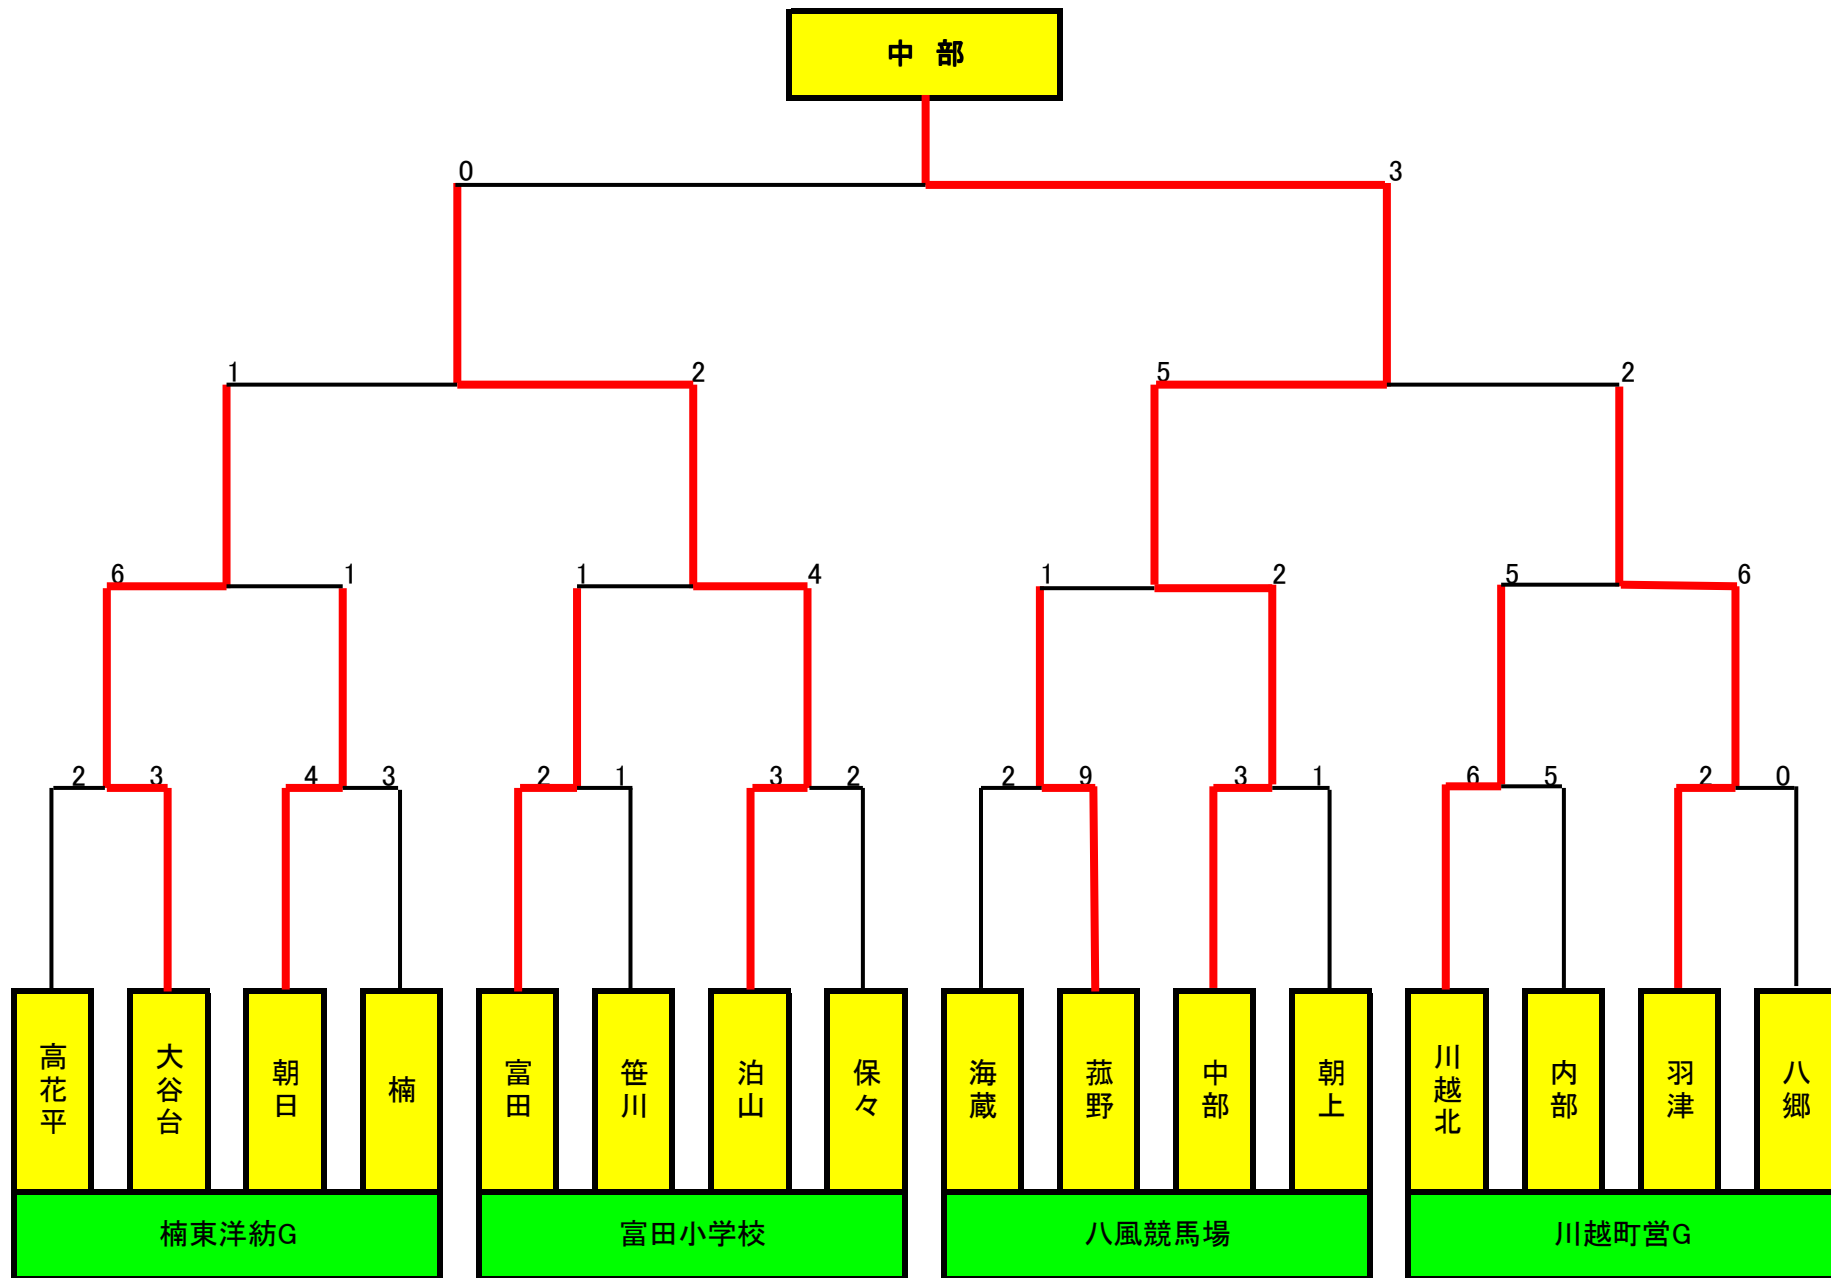 中 部
0 3
1 2 5 2
6 1 1 4 1 2 5 6
2 3 4 3 2 1 3 2 2 9 3 1 6 5 2 0
高花平
大谷台
朝日
楠
富田
笹川
泊山
保々
海蔵
菰野
中部
朝上
川越北
内部
羽津
八郷
楠東洋紡G
富田小学校
八風競馬場
川越町営G